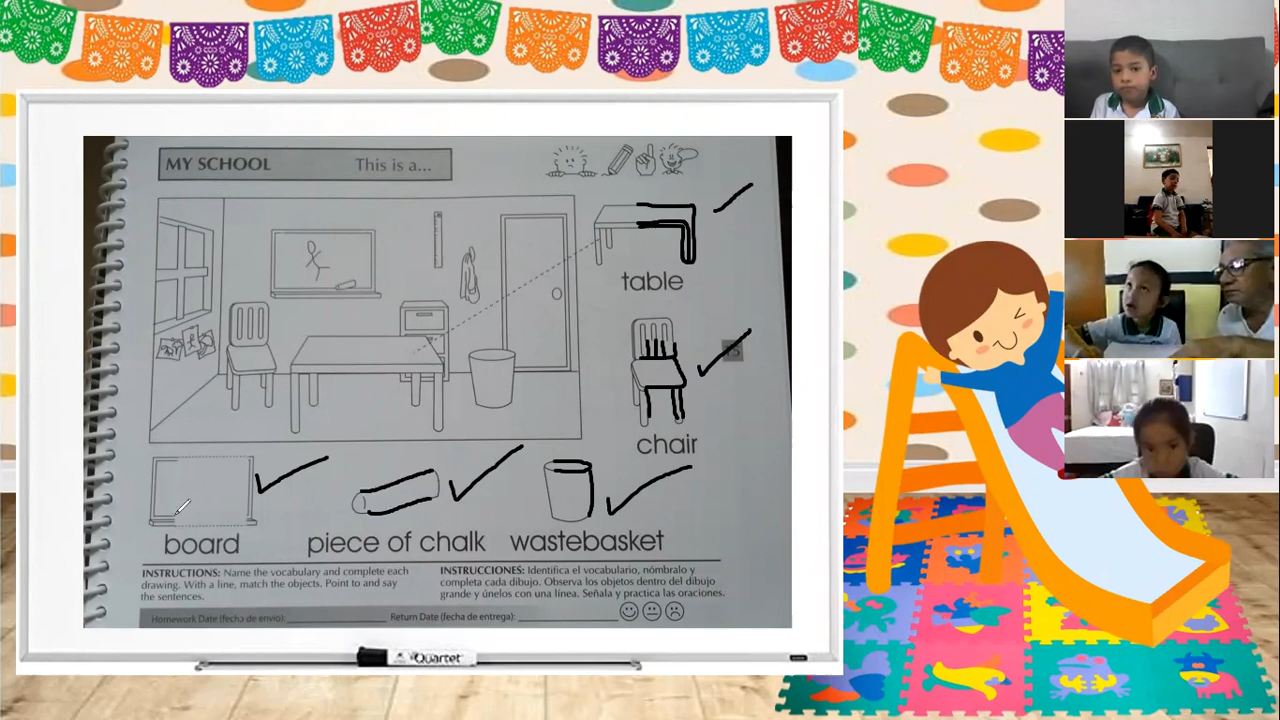 MY SCHOOL This is a...
table
chair
board piece of chalk wastebasket
INSTRUCTIONS: Name the vocabulary and complete each
drawing. With a line, match the objects. Point to and say
the sentences.
INSTRUCCIONES: Identifica el vocabulario, nómbralo y
completa cada dibujo. Observa los objetos dentro del dibujo
grande y únelos con una línea. Señala y practica las oraciones.
Homework Date (fecha de envio): Return Date (fecha de entrega):
Quartet